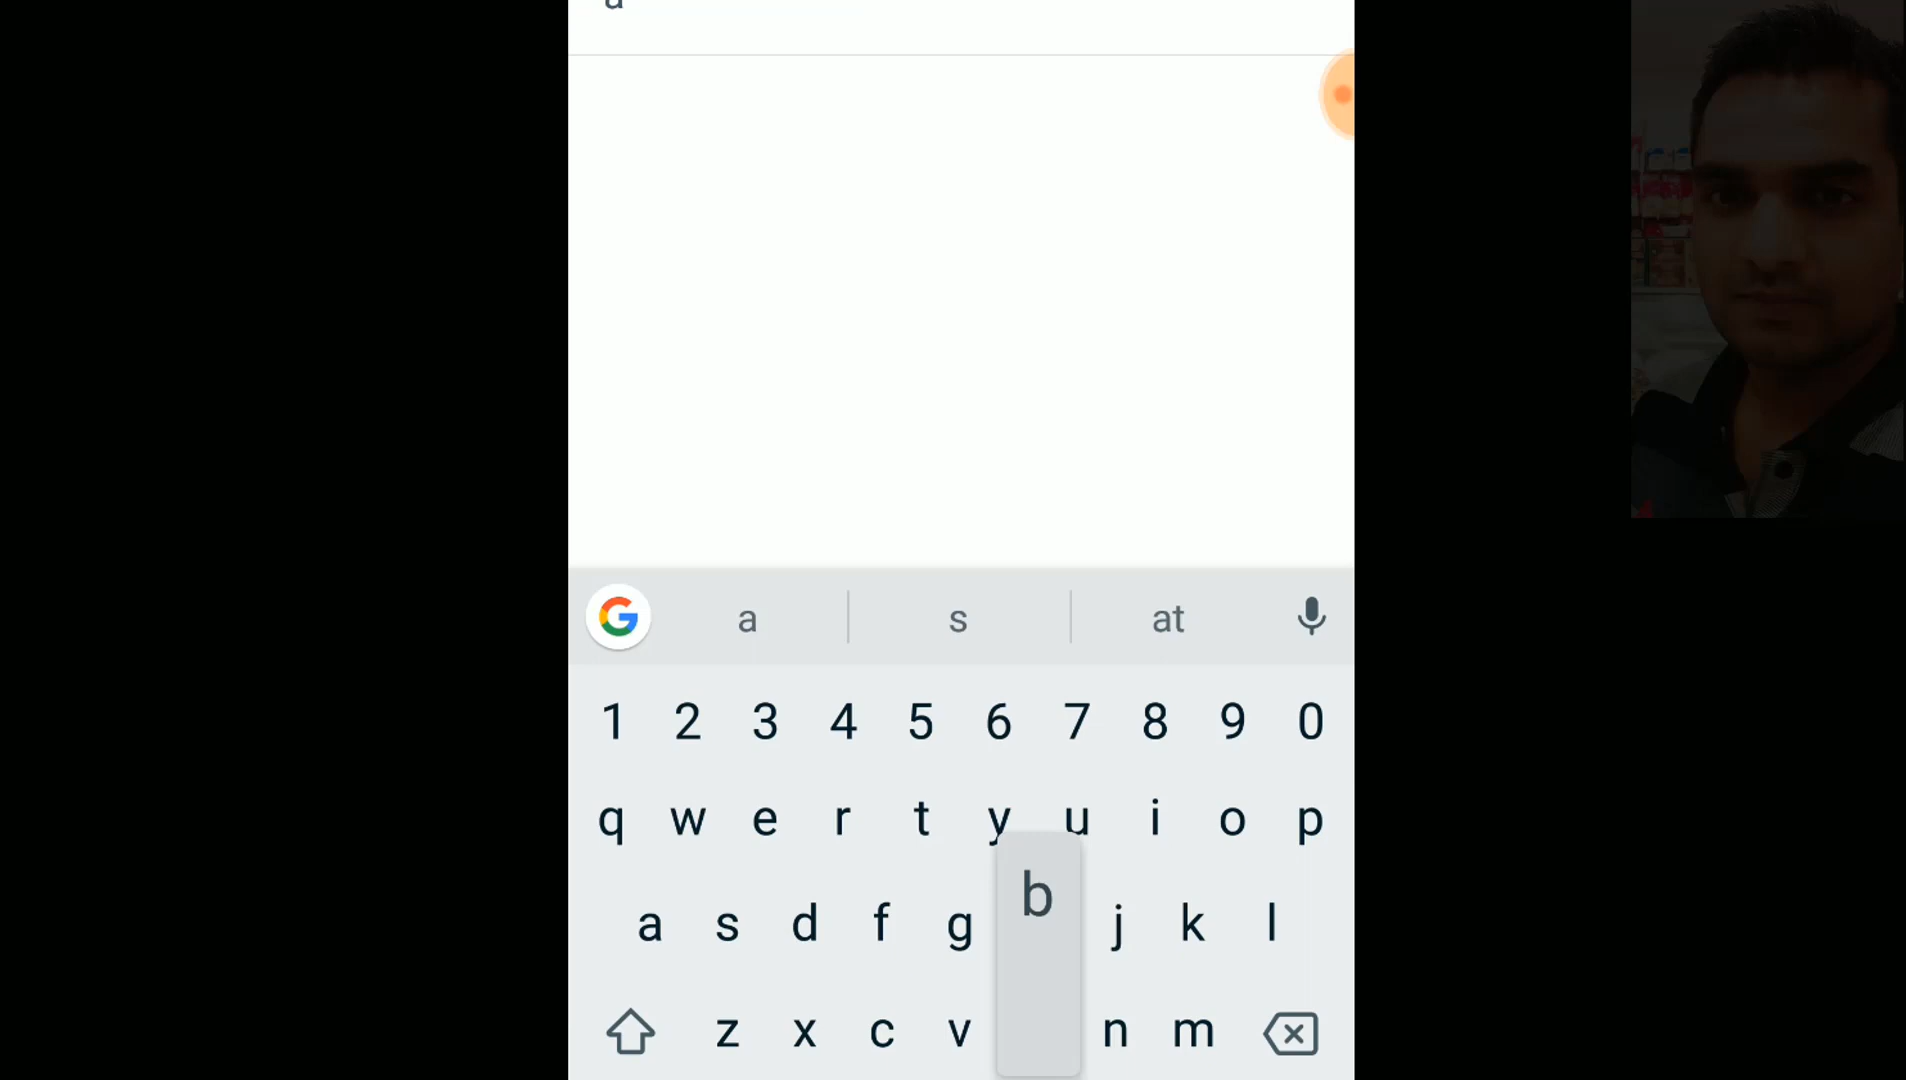 a
a s at
1 2 3 4 5 6 7 8 9 0
q w e r t y u i o p
a s d f g b j k l
z x c v n m